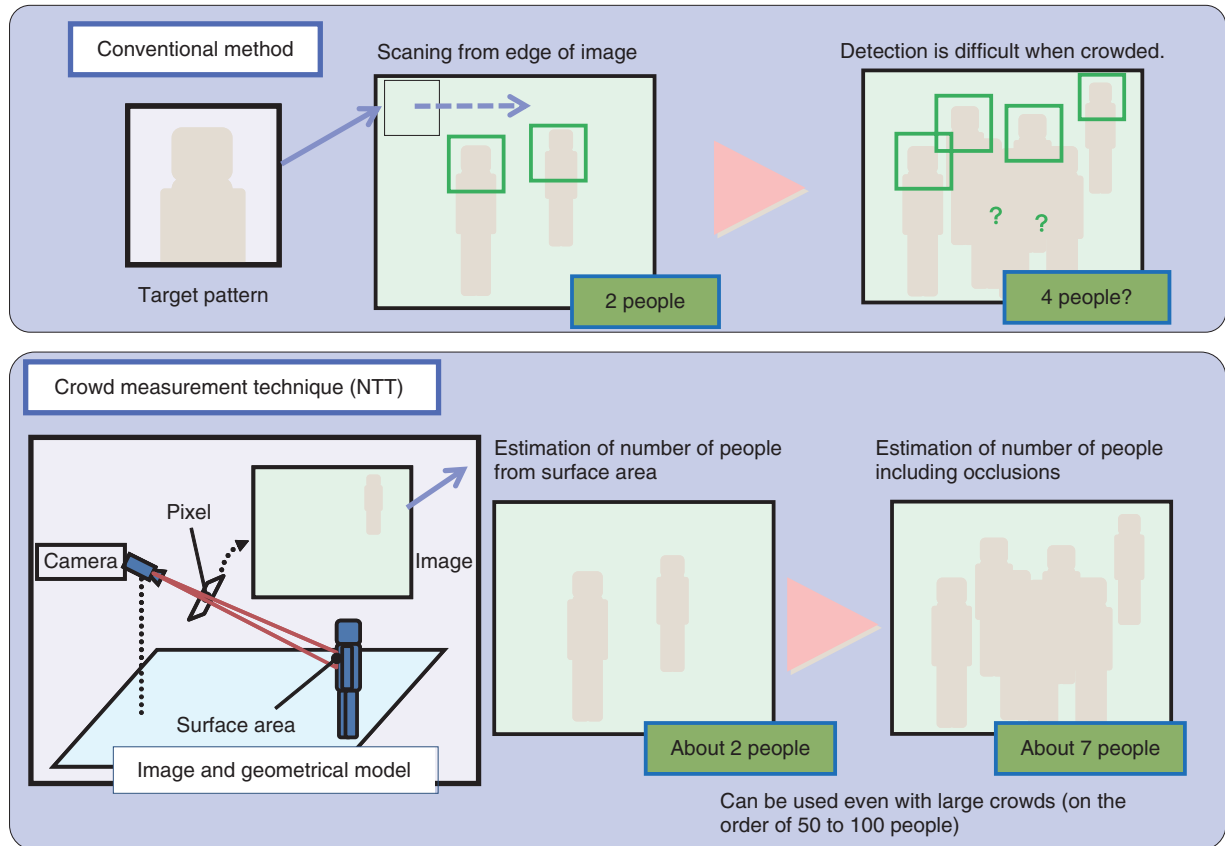 Conventional method
Scaning from edge of image
Detection is difficult when crowded.
Target pattern
2 people
?
?
4 people?
Crowd measurement technique (NTT)
Estimation of number of people
from surface area
Estimation of number of people
including occlusions
Pixel
Camera
Image
Surface area
Image and geometrical model
About 2 people
About 7 people
Can be used even with large crowds (on the
order of 50 to 100 people)